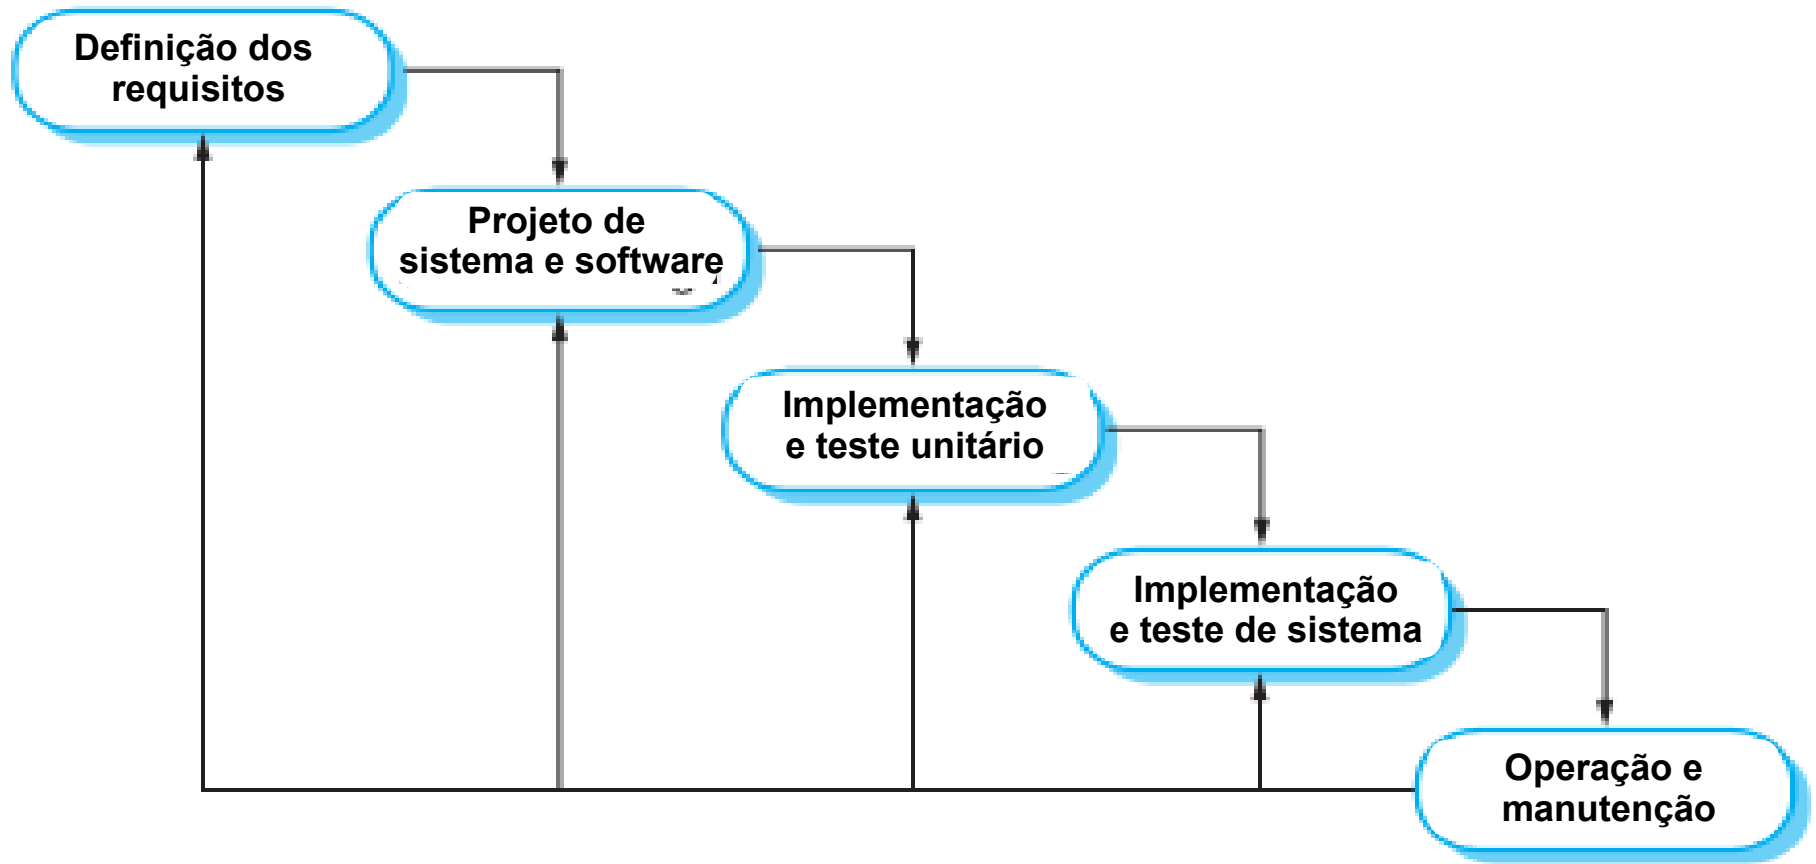 Definição dos
requisitos
Projeto de
sistema e software
Implementação
e teste unitário
Implementação
e teste de sistema
Operação e
manutenção